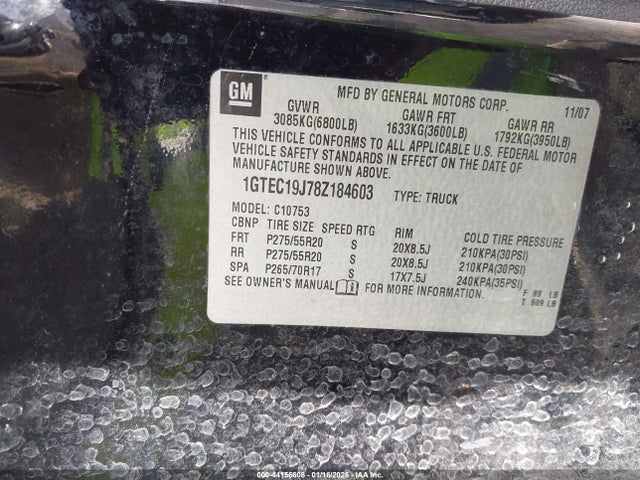 GM
MFD BY GENERAL MOTORS CORP. 11/07
GVWR GAWR FRT GAWR RR
3085KG(6800LB) 1633KG(3600LB) 1792KG(3950LB)
THIS VEHICLE CONFORMS TO ALL APPLICABLE U.S. FEDERAL MOTOR
VEHICLE SAFETY STANDARDS IN EFFECT ON THE DATE OF
MANUFACTURE SHOWN ABOVE.
1GTEC19J78Z184603 TYPE: TRUCK
MODEL: C10753
CBNP TIRE SIZE SPEED RTG RIM COLD TIRE PRESSURE
FRT P275/55R20 S 20X8.5J 210KPA(30PSI)
RR P275/55R20 S 20X8.5J 210KPA(30PSI)
SPA P265/70R17 S 17X7.5J 240KPA(35PSI)
SEE OWNER'S MANUAL FOR MORE INFORMATION.
F 89 LB
T 509 LB
000-44156608 - 01/16/2026 - IAA Inc.